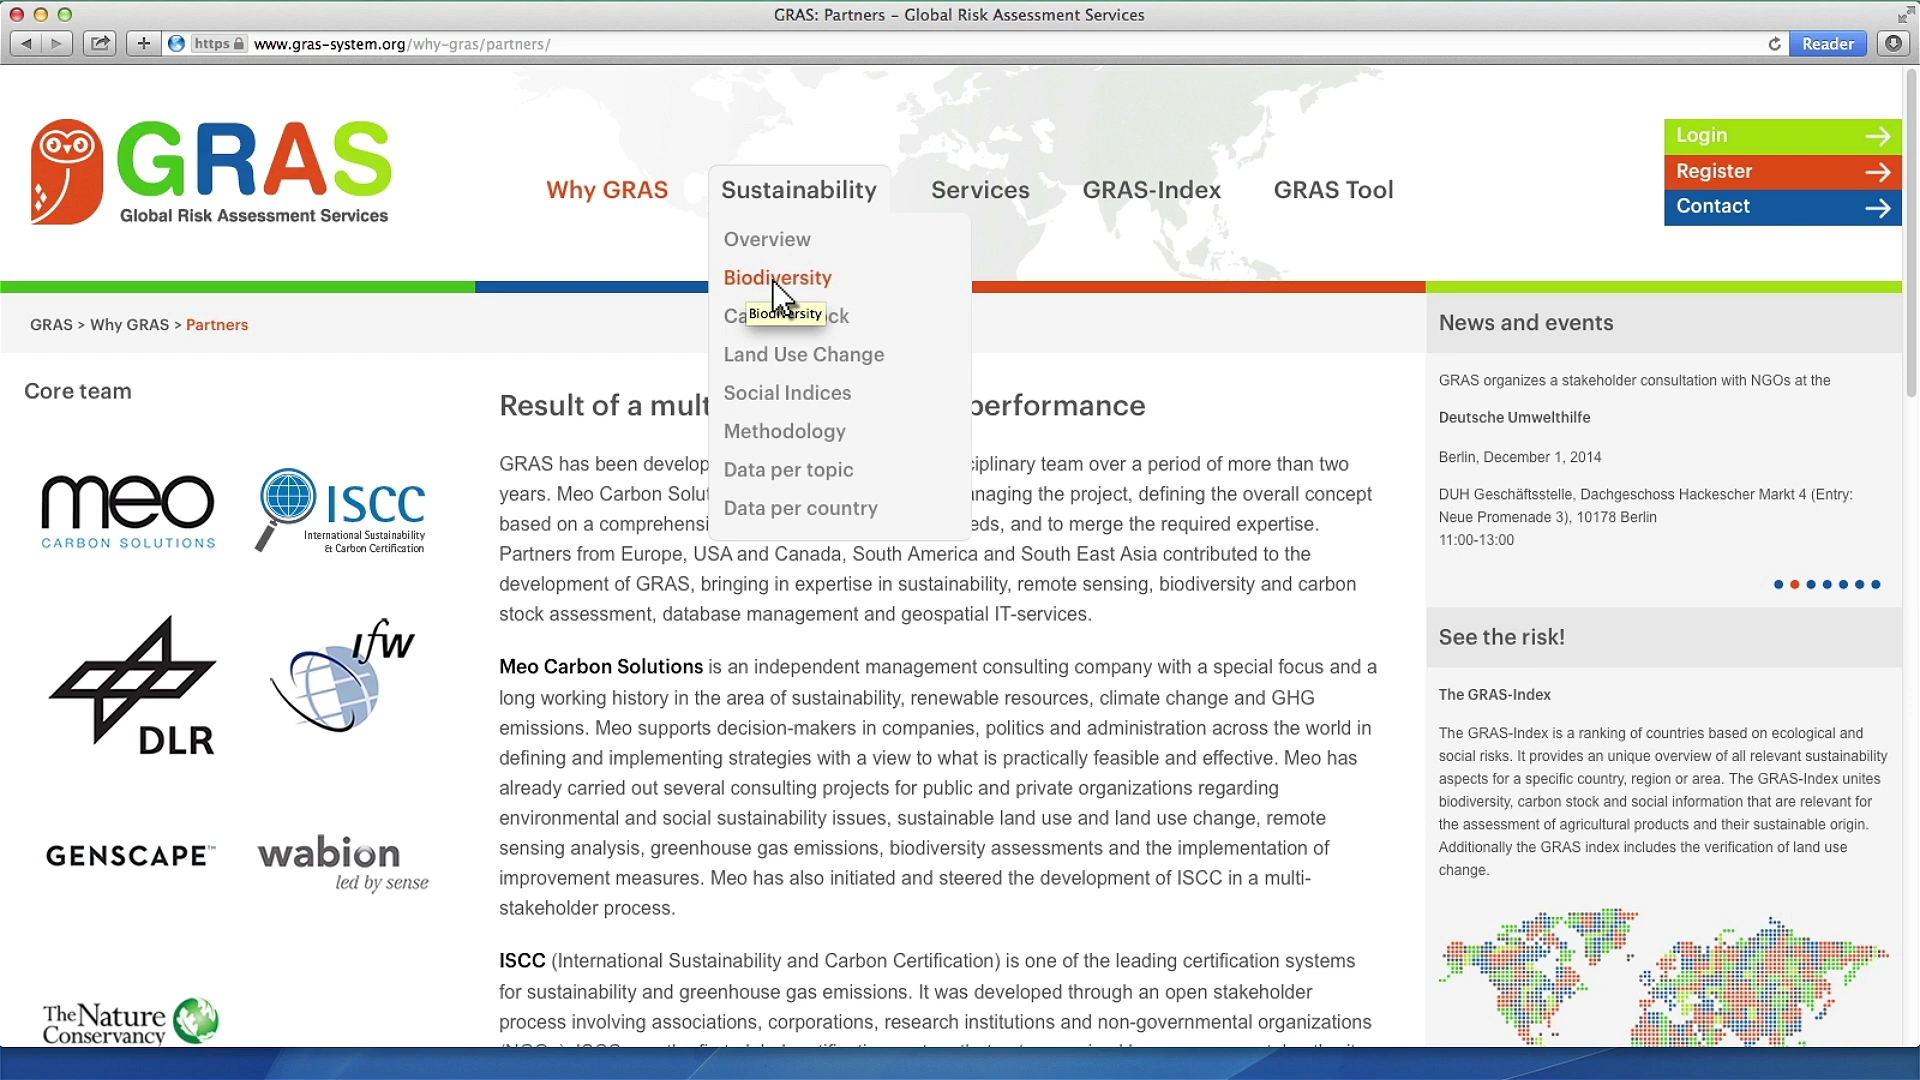 GRAS: Partners – Global Risk Assessment Services
https www.gras-system.org/why-gras/partners/
Reader
GRAS
Global Risk Assessment Services
Why GRAS
Sustainability
Services
GRAS-Index
GRAS Tool
Login
Register
Contact
Overview
Biodiversity
Biodiversity
Land Use Change
Social Indices
Methodology
Data per topic
Data per country
GRAS > Why GRAS > Partners
Core team
meo
CARBON SOLUTIONS
ISCC
International Sustainability
& Carbon Certification
DLR
ifw
GENSCAPE™
wabion
led by sense
The Nature
Conservancy
Result of a performance
GRAS has been team over a period of more than two
years. Meo Carbon the project, defining the overall concept
based on a and to merge the required expertise.
Partners from Europe, USA and Canada, South America and South East Asia contributed to the
development of GRAS, bringing in expertise in sustainability, remote sensing, biodiversity and carbon
stock assessment, database management and geospatial IT-services.
Meo Carbon Solutions is an independent management consulting company with a special focus and a
long working history in the area of sustainability, renewable resources, climate change and GHG
emissions. Meo supports decision-makers in companies, politics and administration across the world in
defining and implementing strategies with a view to what is practically feasible and effective. Meo has
already carried out several consulting projects for public and private organizations regarding
environmental and social sustainability issues, sustainable land use and land use change, remote
sensing analysis, greenhouse gas emissions, biodiversity assessments and the implementation of
improvement measures. Meo has also initiated and steered the development of ISCC in a multi-
stakeholder process.
ISCC (International Sustainability and Carbon Certification) is one of the leading certification systems
for sustainability and greenhouse gas emissions. It was developed through an open stakeholder
process involving associations, corporations, research institutions and non-governmental organizations
News and events
GRAS organizes a stakeholder consultation with NGOs at the
Deutsche Umwelthilfe
Berlin, December 1, 2014
DUH Geschäftsstelle, Dachgeschoss Hackescher Markt 4 (Entry:
Neue Promenade 3), 10178 Berlin
11:00-13:00
See the risk!
The GRAS-Index
The GRAS-Index is a ranking of countries based on ecological and
social risks. It provides an unique overview of all relevant sustainability
aspects for a specific country, region or area. The GRAS-Index unites
biodiversity, carbon stock and social information that are relevant for
the assessment of agricultural products and their sustainable origin.
Additionally the GRAS index includes the verification of land use
change.